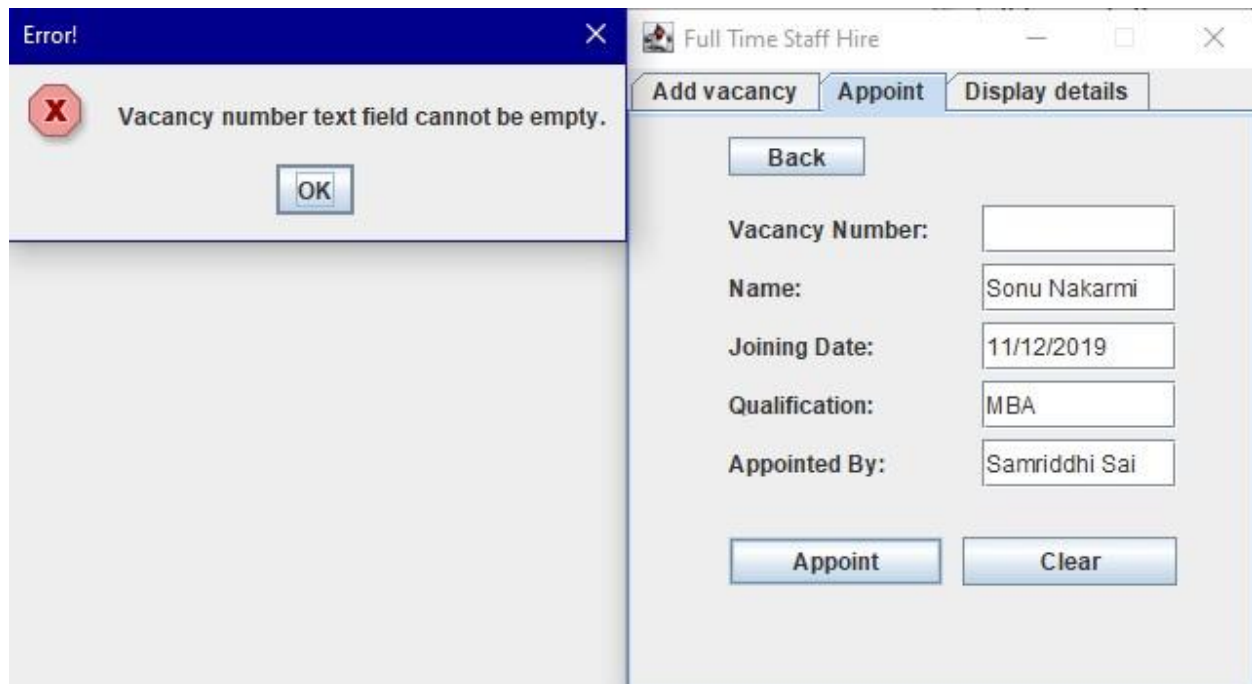 Error!
Vacancy number text field cannot be empty.
OK
Full Time Staff Hire
Add vacancy Appoint Display details
Back
Vacancy Number:
Name: Sonu Nakarmi
Joining Date: 11/12/2019
Qualification: MBA
Appointed By: Samriddhi Sai
Appoint Clear